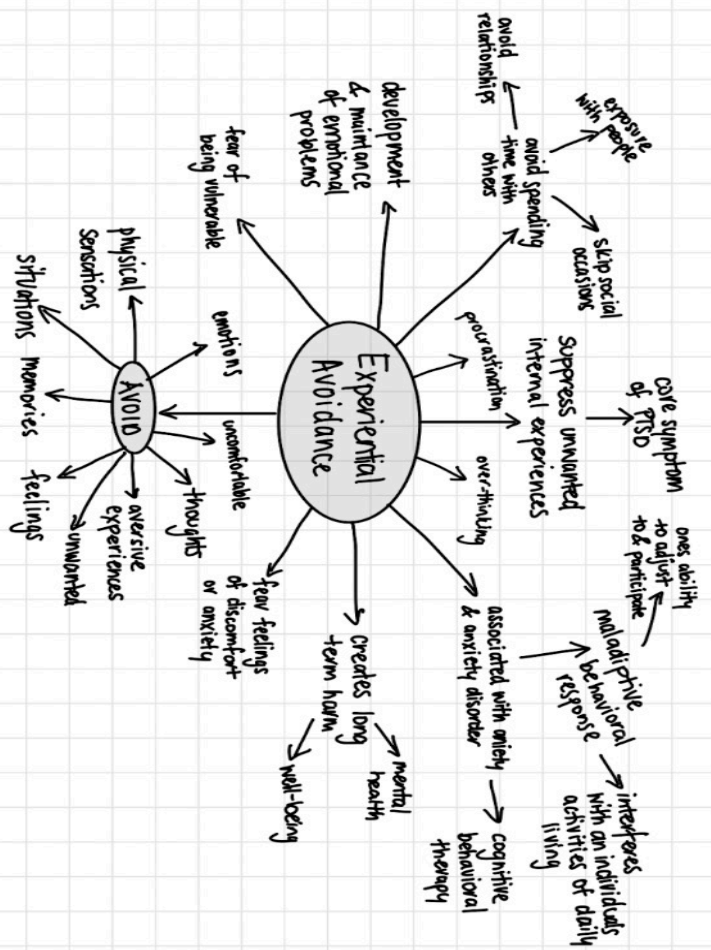 Experiential
Avoidance
avoid spending
time with
others
avoid
relationships
exposure
with people
skip social
occasions
development
& maintance
of emotional
problems
fear of
being vulnerable
procrastination
suppress unwanted
internal experiences
core symptom
of PTSD
over-thinking
associated with aniety
& anxiety disorder
maladiptive
behavioral
response
ones ability
to adjust
to & participate
interferes
with an individuals
activities of daily
living
cognitive
behavioral
therapy
creates long
term harm
mental
health
well-being
fear feelings
of discomfort
or anxiety
AVOID
emotions
physical
sensations
situations
memories
feelings
unwanted
aversive
experiences
thoughts
uncomfortable